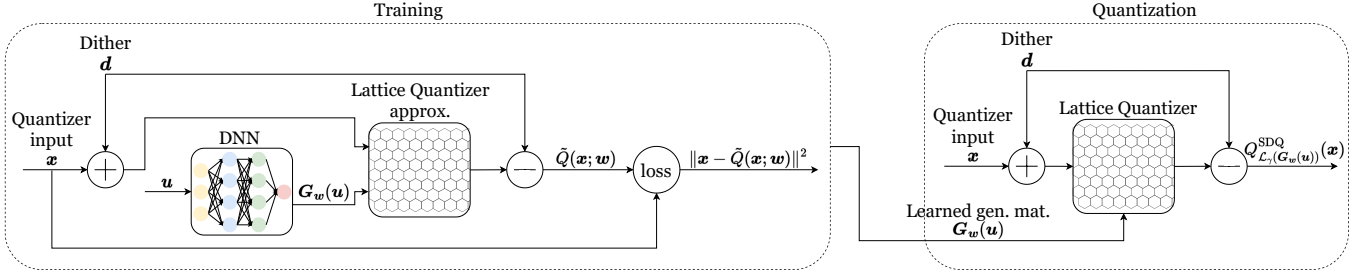 Training
Dither
d
Quantizer
input
x
DNN
u
G_w(u)
Lattice Quantizer
approx.
Q̃(x; w)
loss
‖x − Q̃(x; w)‖²
Quantization
Dither
d
Quantizer
input
x
Lattice Quantizer
Q^{SDQ}_{ℒ_γ(G_w(u))}(x)
Learned gen. mat.
G_w(u)